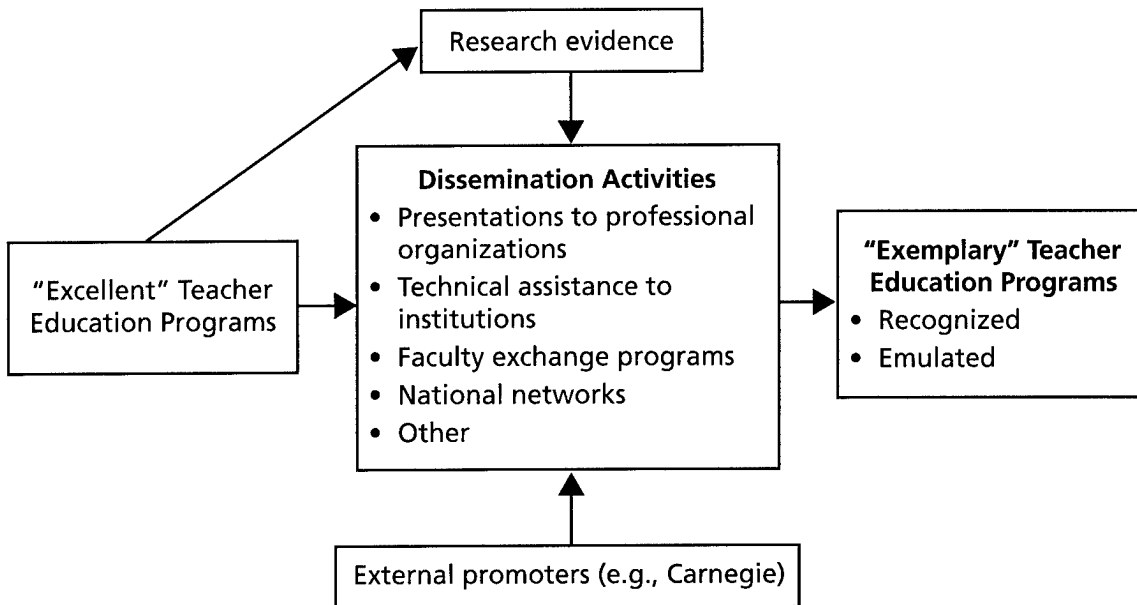 Research evidence
Dissemination Activities
• Presentations to professional
organizations
• Technical assistance to
institutions
• Faculty exchange programs
• National networks
• Other
“Excellent” Teacher
Education Programs
“Exemplary” Teacher
Education Programs
• Recognized
• Emulated
External promoters (e.g., Carnegie)